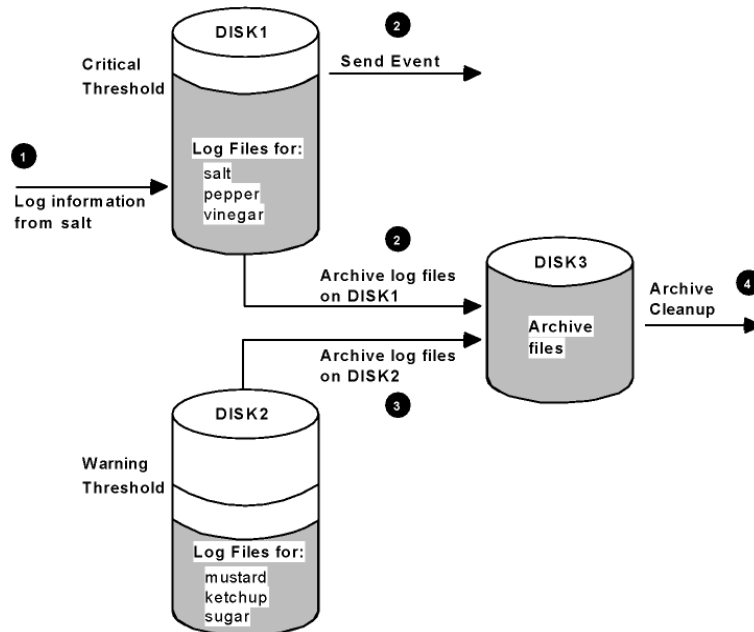 DISK1
2
Send Event
Critical
Threshold
1
Log Files for:
salt
pepper
vinegar
Log information
from salt
2
Archive log files
on DISK1
DISK3
4
Archive
Cleanup
Archive
files
Archive log files
on DISK2
3
DISK2
Warning
Threshold
Log Files for:
mustard
ketchup
sugar